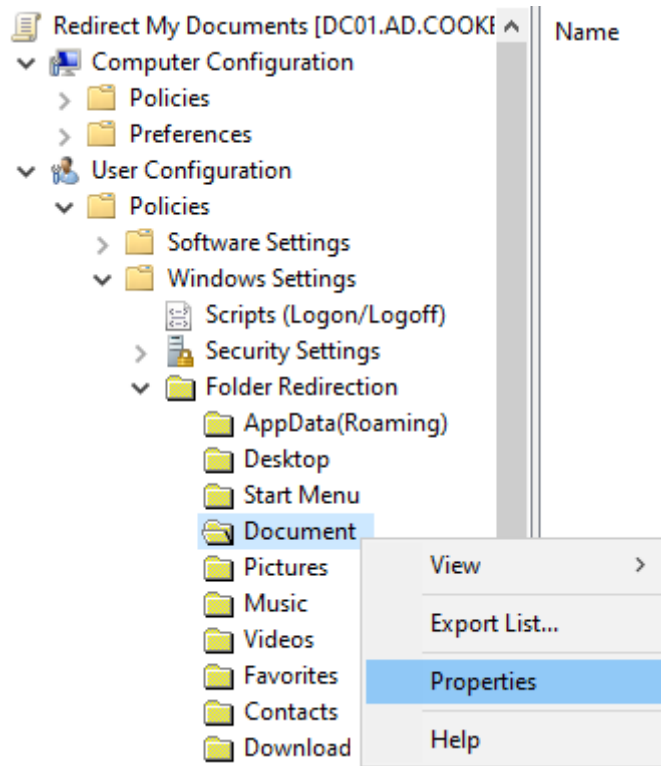 Redirect My Documents [DC01.AD.COOKE
Name
Computer Configuration
Policies
Preferences
User Configuration
Policies
Software Settings
Windows Settings
Scripts (Logon/Logoff)
Security Settings
Folder Redirection
AppData(Roaming)
Desktop
Start Menu
Document
Pictures
Music
Videos
Favorites
Contacts
Download
View
Export List...
Properties
Help